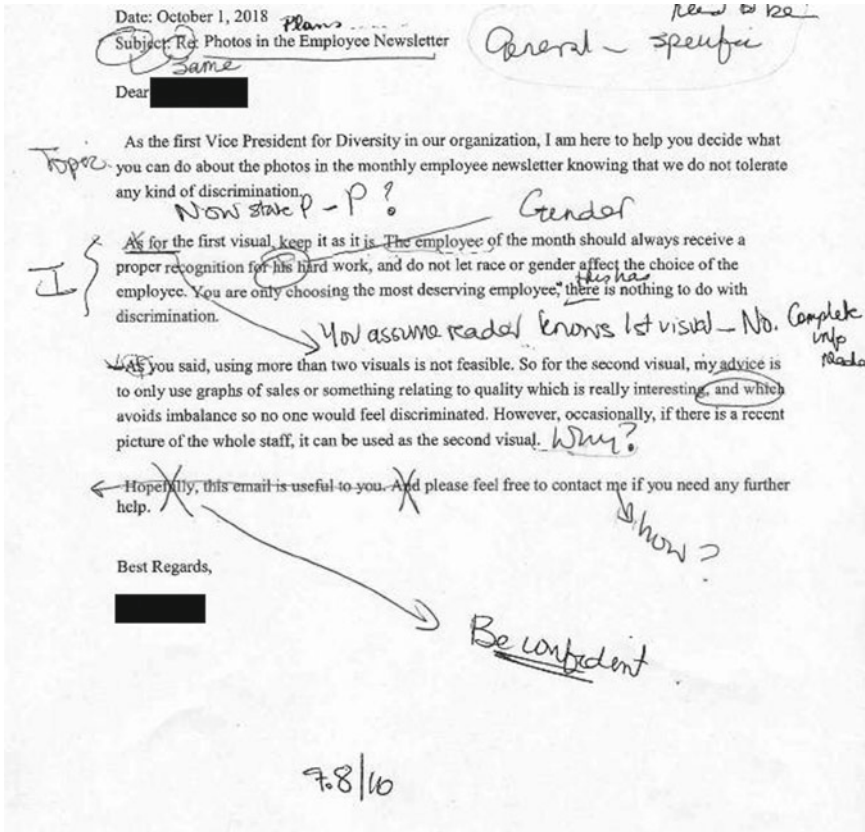 need to be
Date: October 1, 2018
Plans
General - specific
Subject: Re: Photos in the Employee Newsletter
same
Dear
As the first Vice President for Diversity in our organization, I am here to help you decide what
Topic
you can do about the photos in the monthly employee newsletter knowing that we do not tolerate
any kind of discrimination.
Now state P - P ?
Gender
As for the first visual, keep it as it is. The employee of the month should always receive a
I
proper recognition for his hard work, and do not let race or gender affect the choice of the
this has
employee. You are only choosing the most deserving employee, there is nothing to do with
discrimination.
You assume reader knows 1st visual - No. Complete
info
As you said, using more than two visuals is not feasible. So for the second visual, my advice is
to only use graphs of sales or something relating to quality which is really interesting, and which
avoids imbalance so no one would feel discriminated. However, occasionally, if there is a recent
picture of the whole staff, it can be used as the second visual. Why?
Hopefully, this email is useful to you. And please feel free to contact me if you need any further
help.
how?
Best Regards,
Be confident
7.8/10